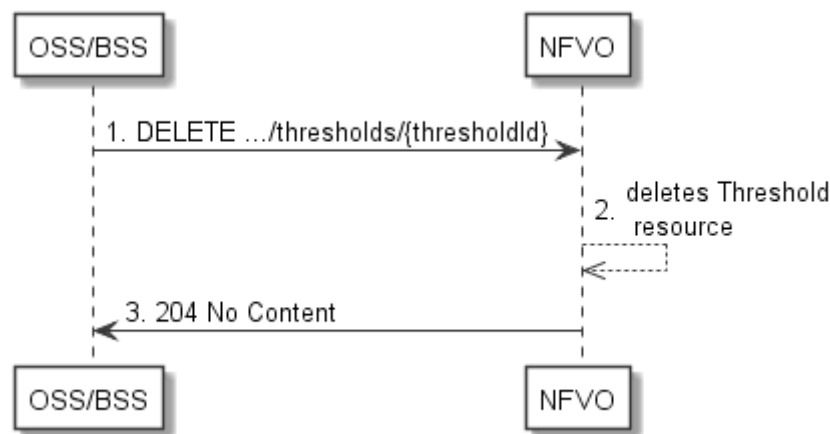 OSS/BSS
NFVO
1. DELETE .../thresholds/{thresholdId}
2. deletes Threshold
resource
3. 204 No Content
OSS/BSS
NFVO